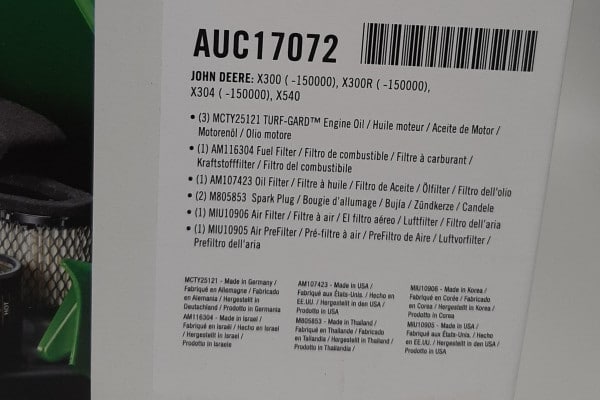 AUC17072
JOHN DEERE: X300 ( -150000), X300R ( -150000),
X304 ( -150000), X540
• (3) MCTY25121 TURF-GARD™ Engine Oil / Huile moteur / Aceite de Motor /
Motorenöl / Olio motore
• (1) AM116304 Fuel Filter / Filtro de combustible / Filtre à carburant /
Kraftstofffilter / Filtro del combustibile
• (1) AM107423 Oil Filter / Filtre à huile / Filtro de Aceite / Ölfilter / Filtro dell'olio
• (2) M805853 Spark Plug / Bougie d'allumage / Bujía / Zündkerze / Candele
• (1) MIU10906 Air Filter / Filtre à air / El filtro aéreo / Luftfilter / Filtro dell'aria
• (1) MIU10905 Air PreFilter / Pré-filtre à air / PreFiltro de Aire / Luftvorfilter /
Prefiltro dell'aria
MCTY25121 - Made in Germany /
Fabriqué en Allemagne / Fabricado
en Alemania / Hergestellt in
Deutschland / Prodotto in Germania
AM116304 - Made in Israel /
Fabriqué en Israël / Hecho en Israel
/ Hergestellt in Israel /
Prodotto in Israele
AM107423 - Made in USA /
Fabriqué aux États-Unis. / Hecho en
EE.UU. / Hergestellt in den USA /
Prodotto in USA
M805853 - Made in Thailand /
Fabriqué en Thaïlande / Fabricado
en Tailandia / Hergestellt in Thailand /
Prodotto in Thailandia /
MIU10906 - Made in Korea /
Fabriqué en Corée / Fabricado
en Corea / Hergestellt in Korea /
Prodotto in Corea
MIU10905 - Made in USA /
Fabriqué aux États-Unis. / Hecho
en EE.UU. / Hergestellt in den USA /
Prodotto in USA
HOT